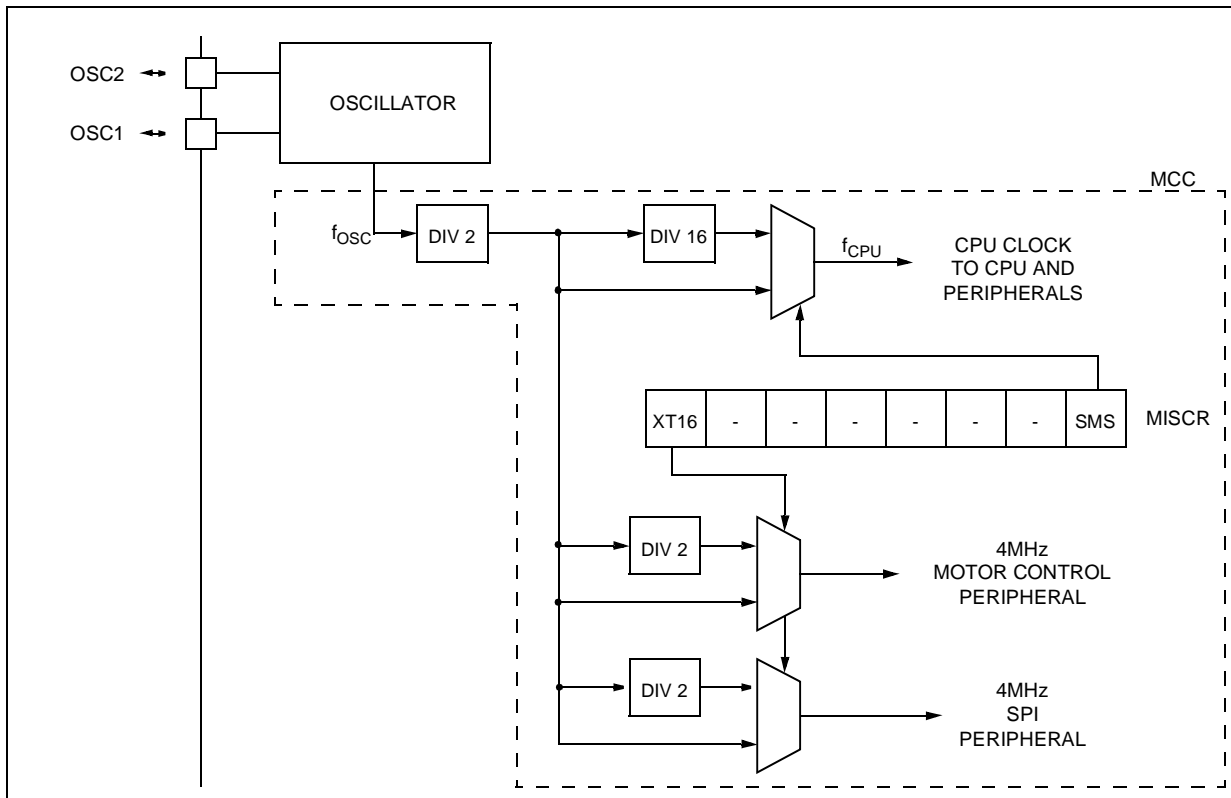 OSC2
OSC1
OSCILLATOR
MCC
fOSC
DIV 2
DIV 16
fCPU
CPU CLOCK
TO CPU AND
PERIPHERALS
XT16 - - - - - - SMS
MISCR
DIV 2
4MHz
MOTOR CONTROL
PERIPHERAL
DIV 2
4MHz
SPI
PERIPHERAL